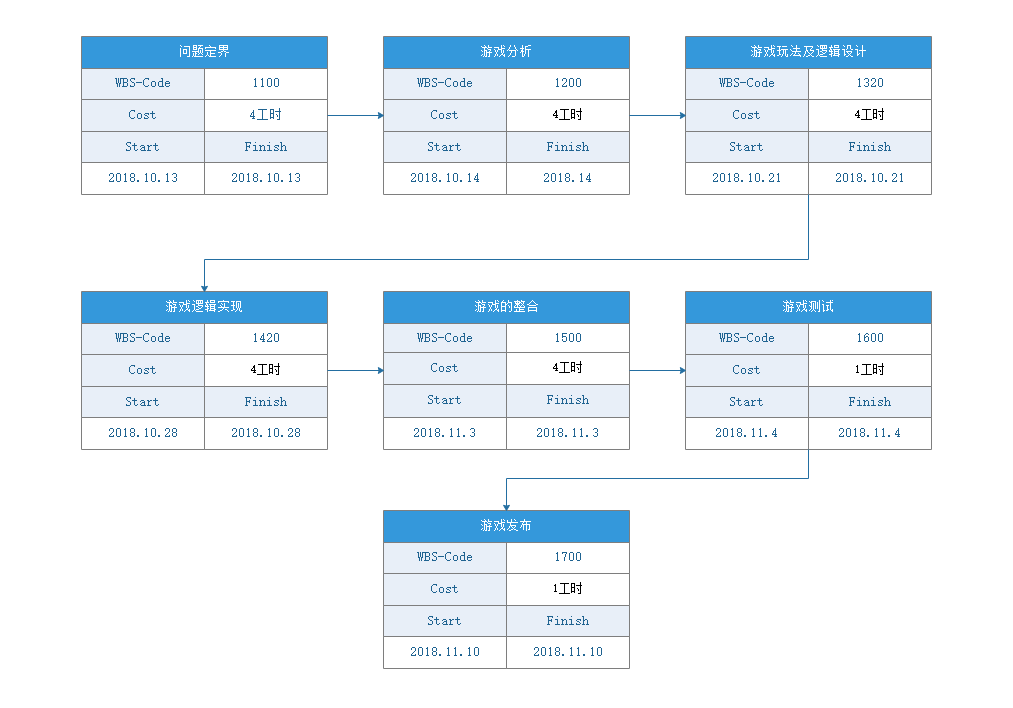 问题定界
WBS-Code 1100
Cost 4工时
Start Finish
2018.10.13 2018.10.13
游戏分析
WBS-Code 1200
Cost 4工时
Start Finish
2018.10.14 2018.14
游戏玩法及逻辑设计
WBS-Code 1320
Cost 4工时
Start Finish
2018.10.21 2018.10.21
游戏逻辑实现
WBS-Code 1420
Cost 4工时
Start Finish
2018.10.28 2018.10.28
游戏的整合
WBS-Code 1500
Cost 4工时
Start Finish
2018.11.3 2018.11.3
游戏测试
WBS-Code 1600
Cost 1工时
Start Finish
2018.11.4 2018.11.4
游戏发布
WBS-Code 1700
Cost 1工时
Start Finish
2018.11.10 2018.11.10